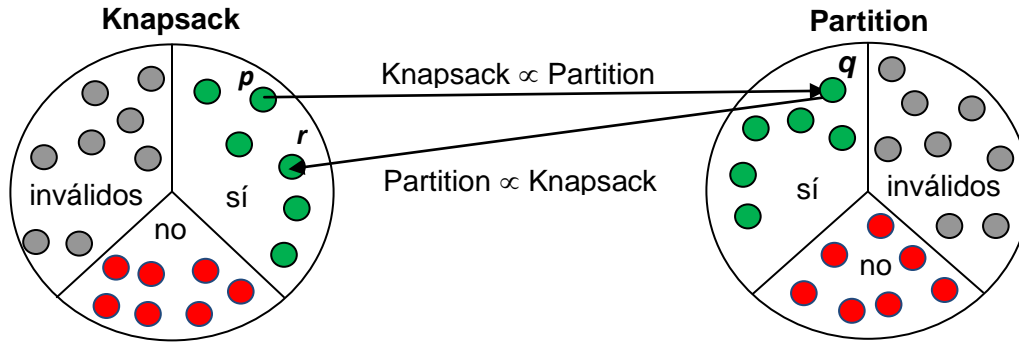 Knapsack Partition
p Knapsack ∝ Partition q
r
Partition ∝ Knapsack
inválidos sí sí inválidos
no no